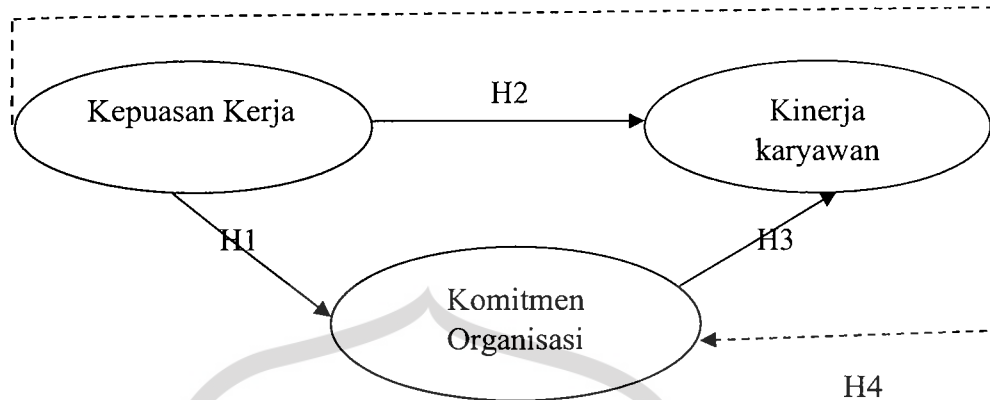 H2
Kepuasan Kerja
Kinerja
karyawan
H1
H3
Komitmen
Organisasi
H4